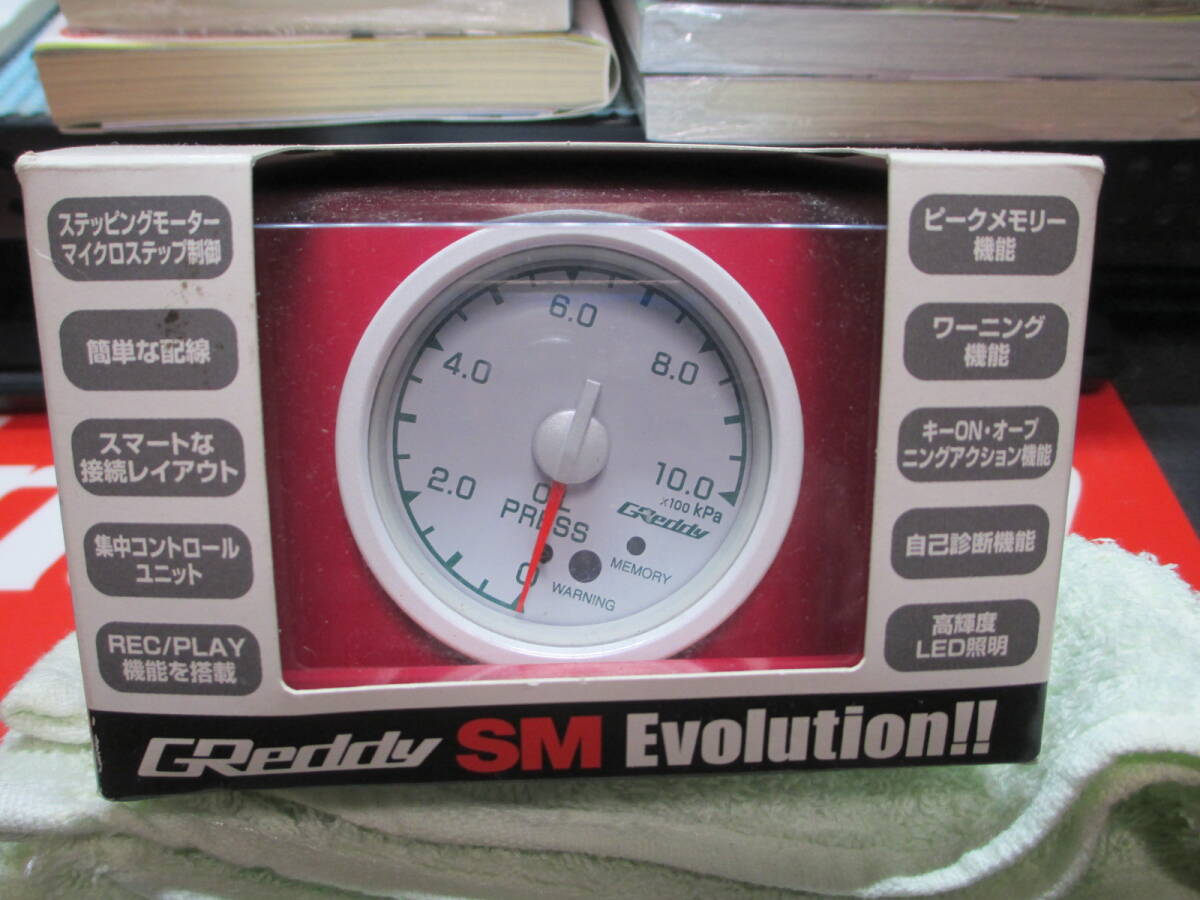 ステッピングモーター
マイクロステップ制御
簡単な配線
スマートな
接続レイアウト
集中コントロール
ユニット
REC/PLAY
機能を搭載
6.0
4.0
8.0
2.0
10.0
×100 kPa
OIL
PRESS
GReddy
0
WARNING
MEMORY
ピークメモリー
機能
ワーニング
機能
キーON・オープ
ニングアクション機能
自己診断機能
高輝度
LED照明
GReddy SM Evolution!!